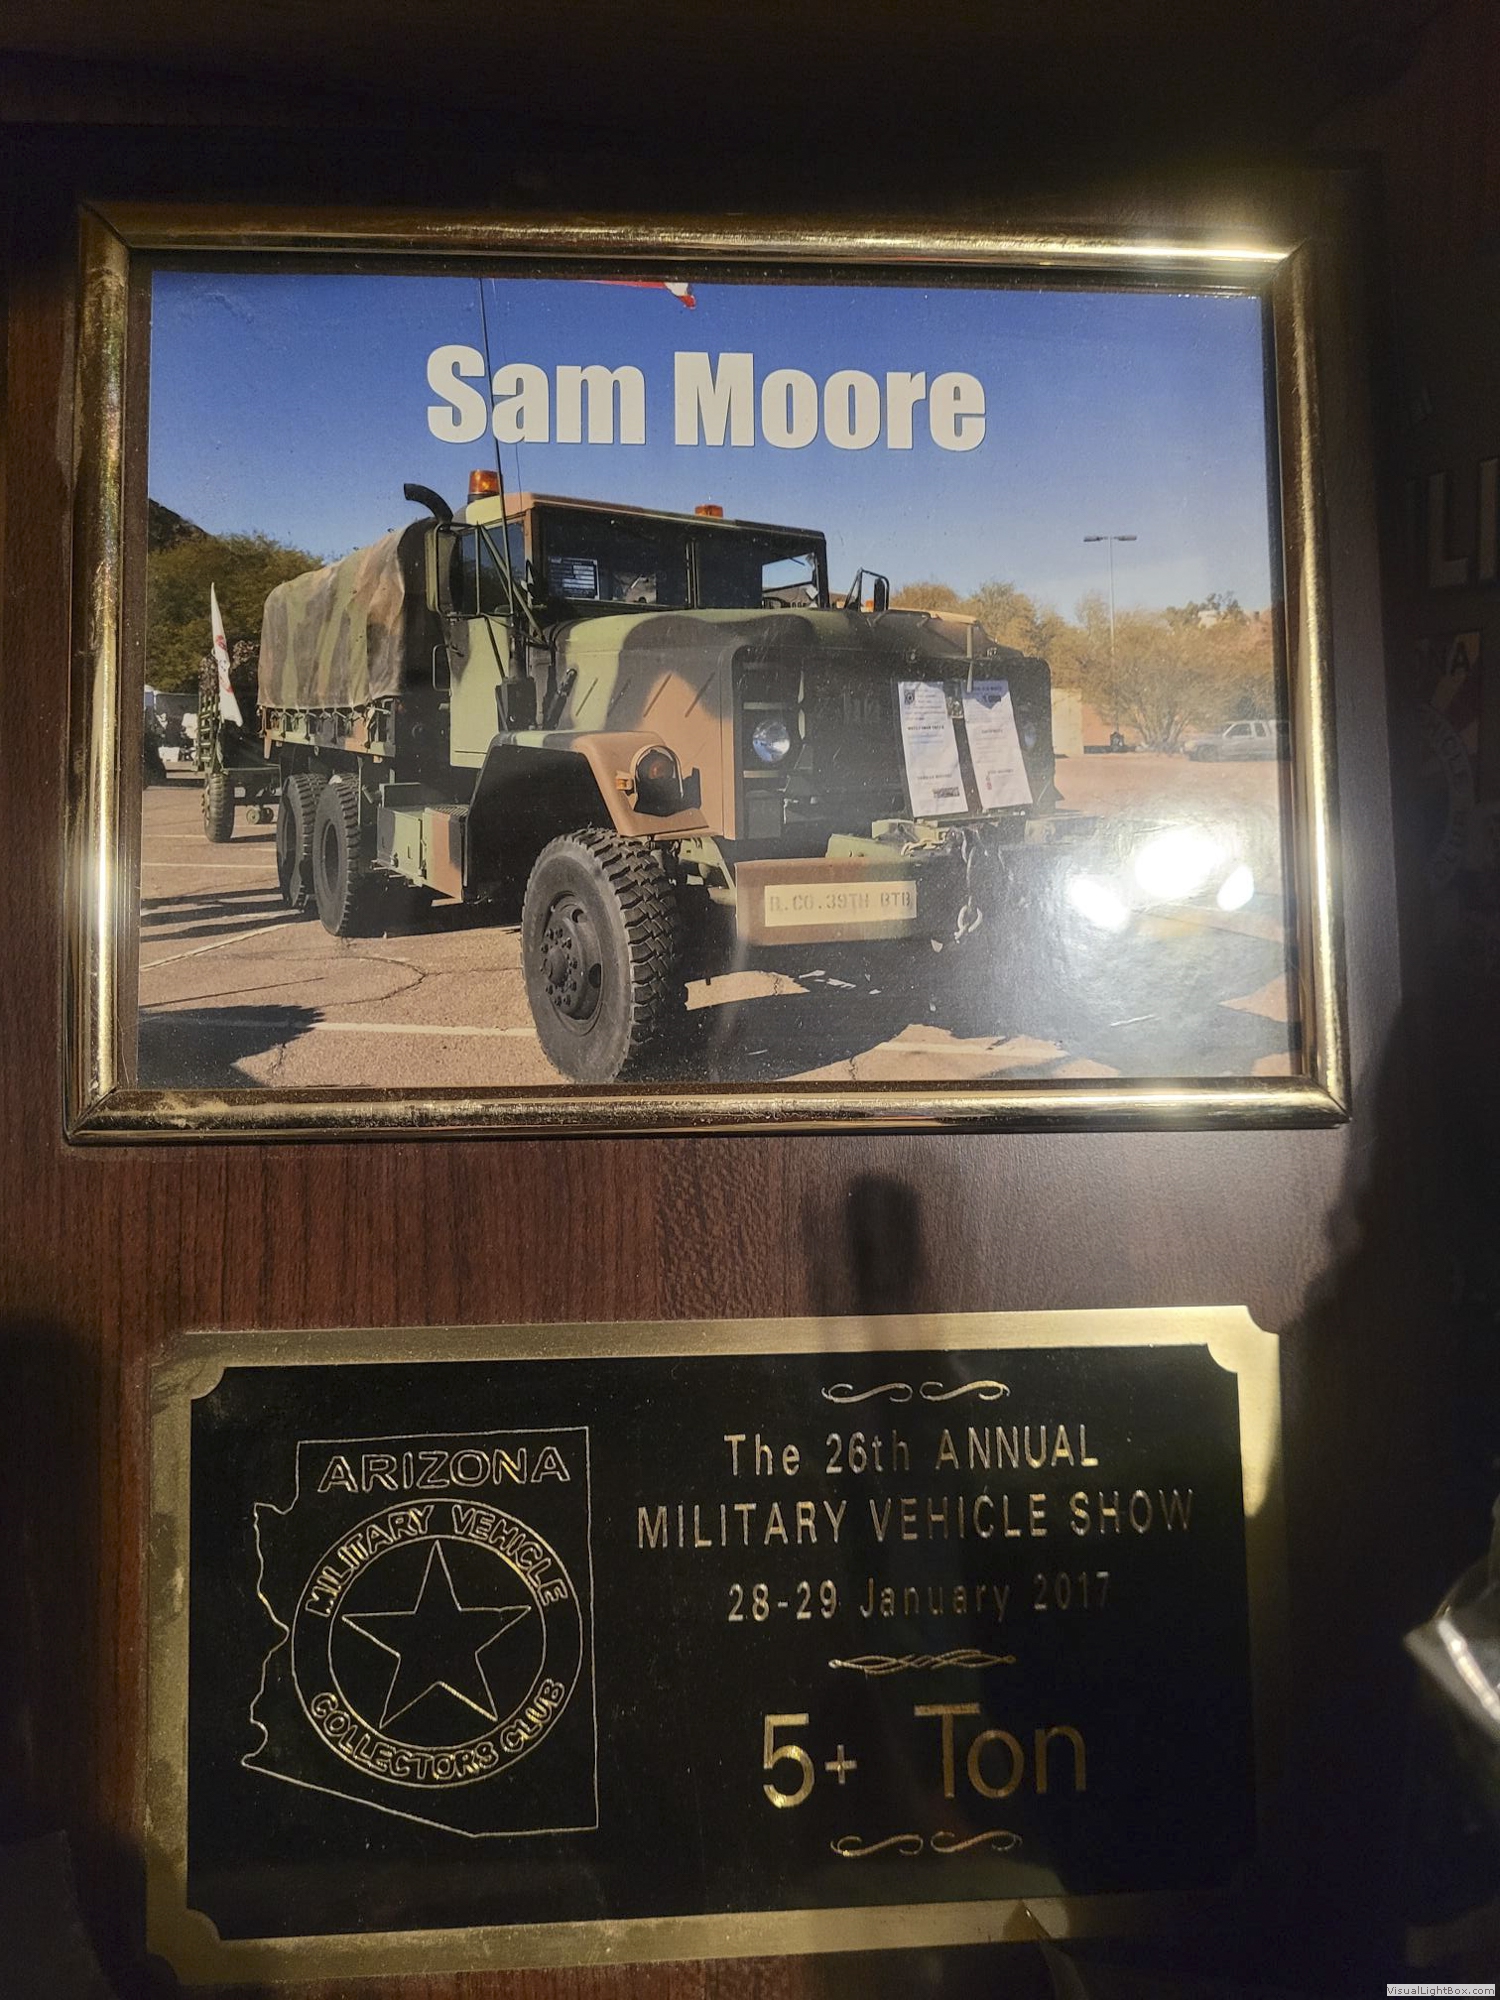 Sam Moore
B.CO.39TH BTB
ARIZONA
MILITARY VEHICLE
COLLECTORS CLUB
The 26th ANNUAL
MILITARY VEHICLE SHOW
28-29 January 2017
5+ Ton
VisualLightBox.com